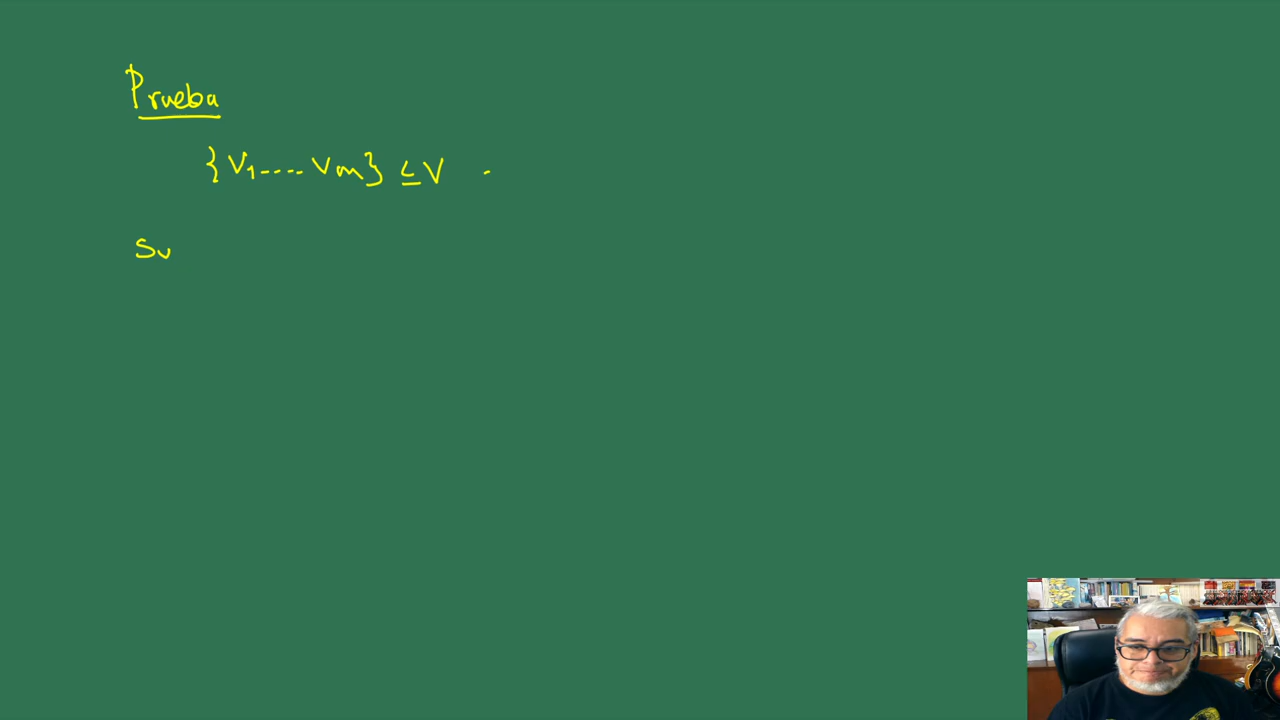 Prueba
{V1.... Vm} ⊆ V .
Su